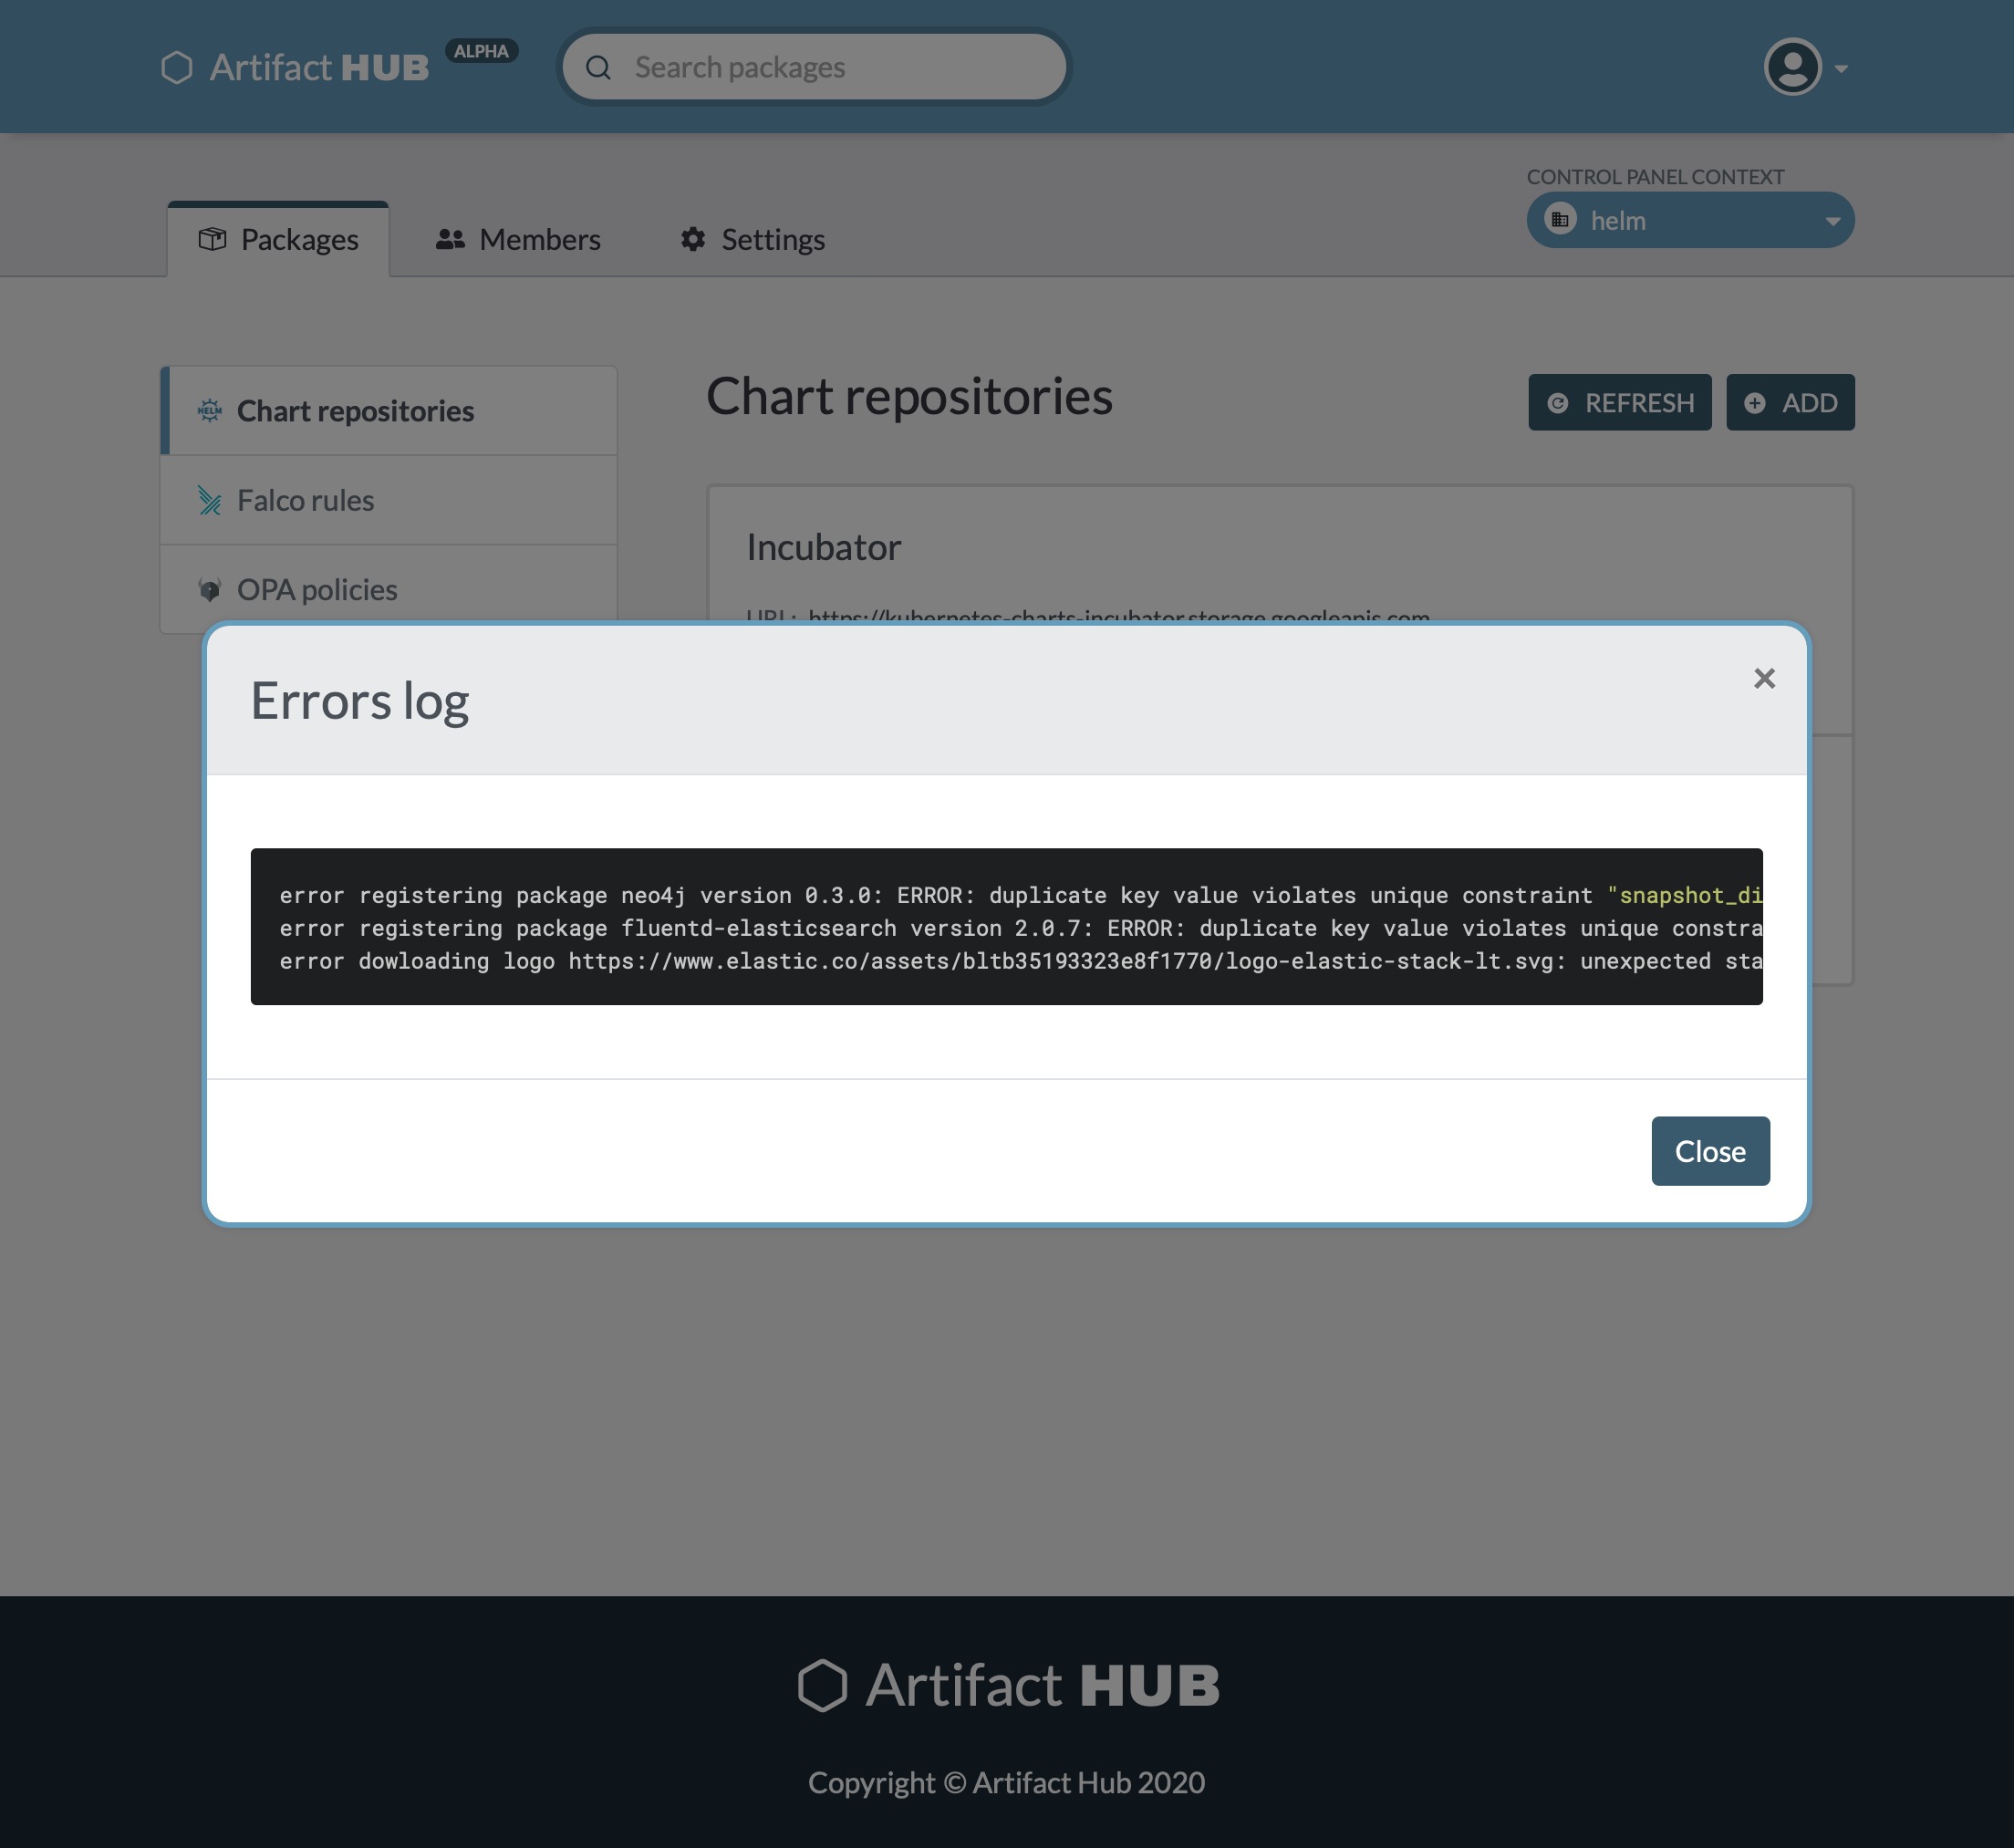 Artifact HUB ALPHA
Search packages
CONTROL PANEL CONTEXT
helm
Packages
Members
Settings
HELM Chart repositories
Falco rules
OPA policies
Chart repositories
REFRESH
ADD
Incubator
URL: https://kubernetes-charts-incubator.storage.googleapis.com
Errors log
×
error registering package neo4j version 0.3.0: ERROR: duplicate key value violates unique constraint "snapshot_di
error registering package fluentd-elasticsearch version 2.0.7: ERROR: duplicate key value violates unique constra
error dowloading logo https://www.elastic.co/assets/bltb35193323e8f1770/logo-elastic-stack-lt.svg: unexpected sta
Close
Artifact HUB
Copyright © Artifact Hub 2020